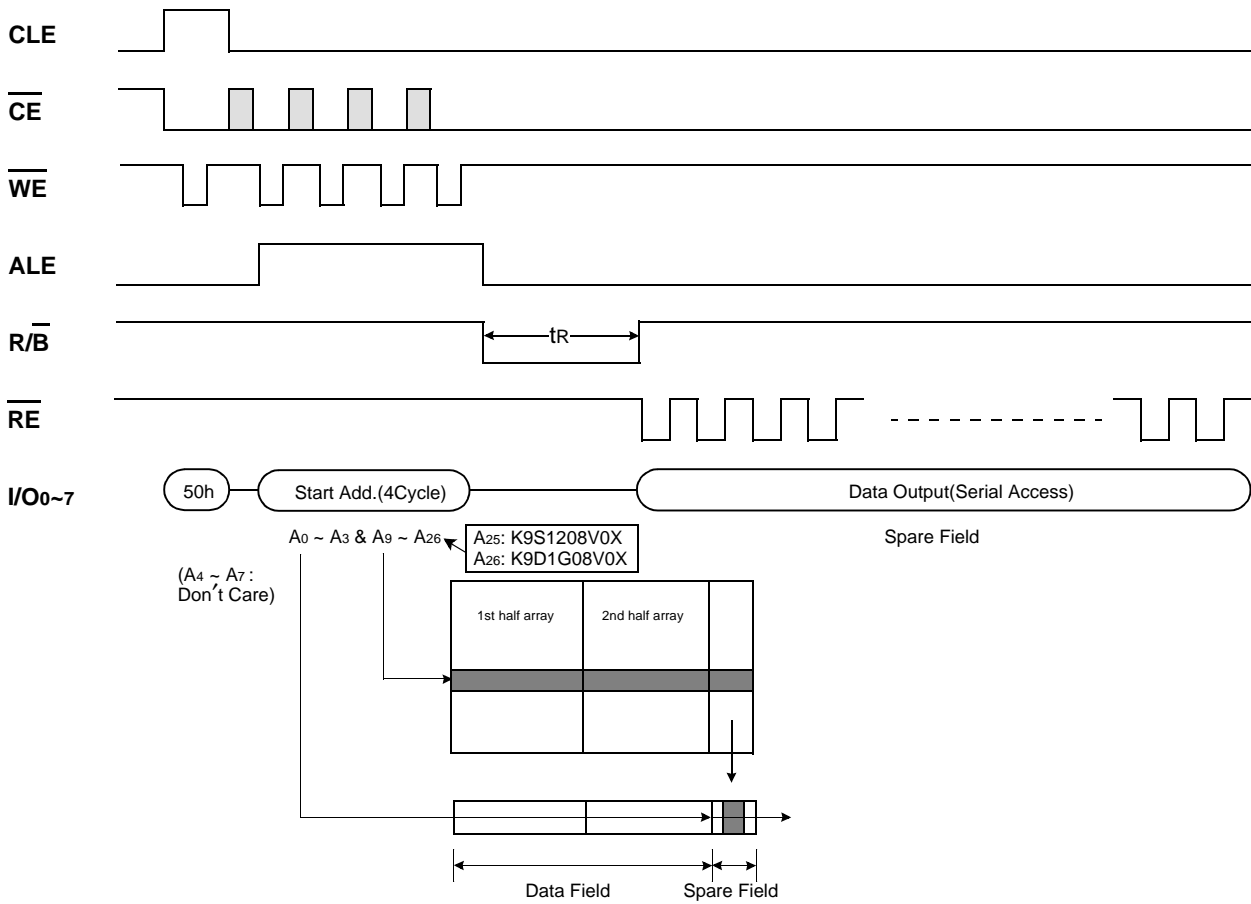 CLE
CE
WE
ALE
R/B
tR
RE
I/O0~7
50h
Start Add.(4Cycle)
Data Output(Serial Access)
A0 ~ A3 & A9 ~ A26
A25: K9S1208V0X
A26: K9D1G08V0X
Spare Field
(A4 ~ A7 :
Don't Care)
1st half array
2nd half array
Data Field
Spare Field